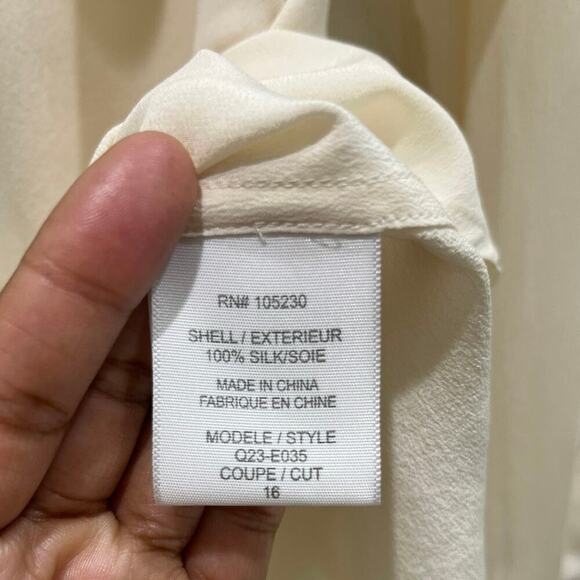 RN# 105230
SHELL / EXTERIEUR
100% SILK/SOIE
MADE IN CHINA
FABRIQUE EN CHINE
MODELE / STYLE
Q23-E035
COUPE / CUT
16